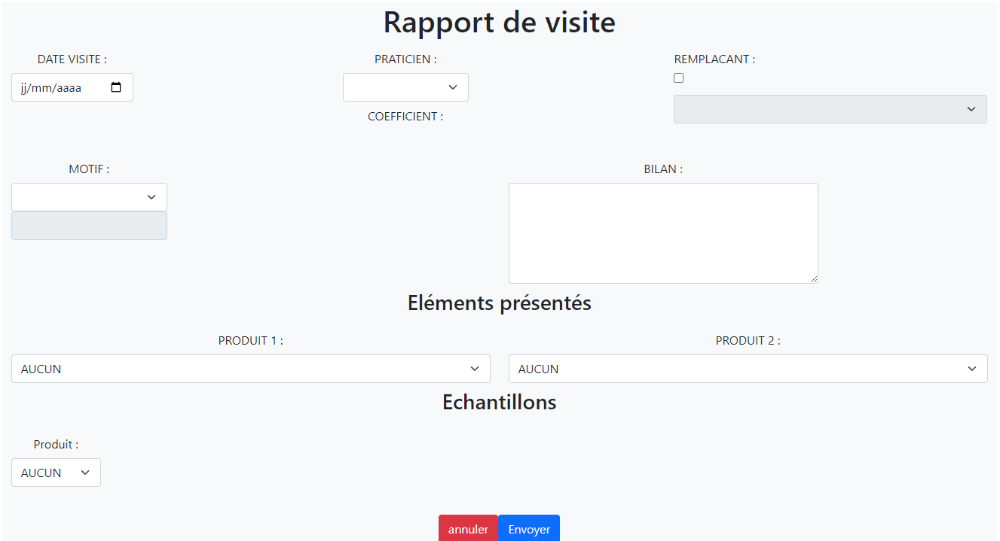 Rapport de visite
DATE VISITE :
PRATICIEN :
REMPLACANT :
jj/mm/aaaa
COEFFICIENT :
MOTIF :
BILAN :
Eléments présentés
PRODUIT 1 :
PRODUIT 2 :
AUCUN
AUCUN
Echantillons
Produit :
AUCUN
annuler
Envoyer